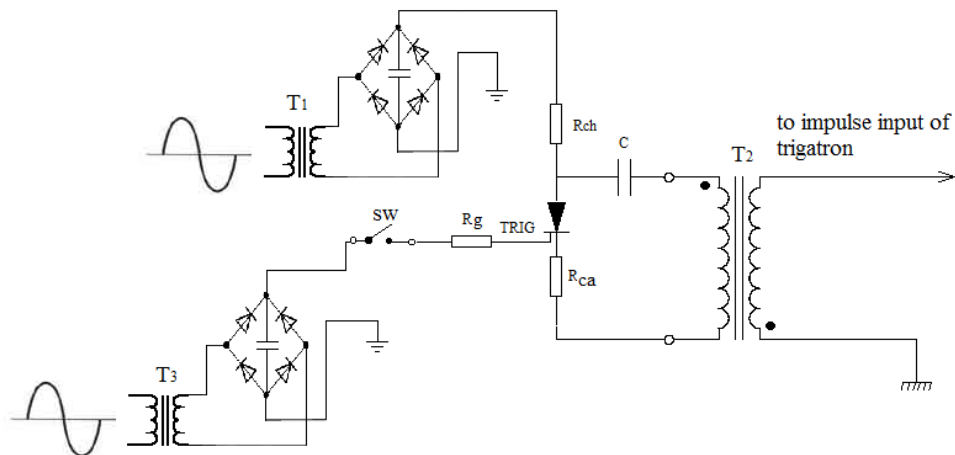 T1
Rch
C
to impulse input of
trigatron
T2
SW
Rg
TRIG
Rca
T3